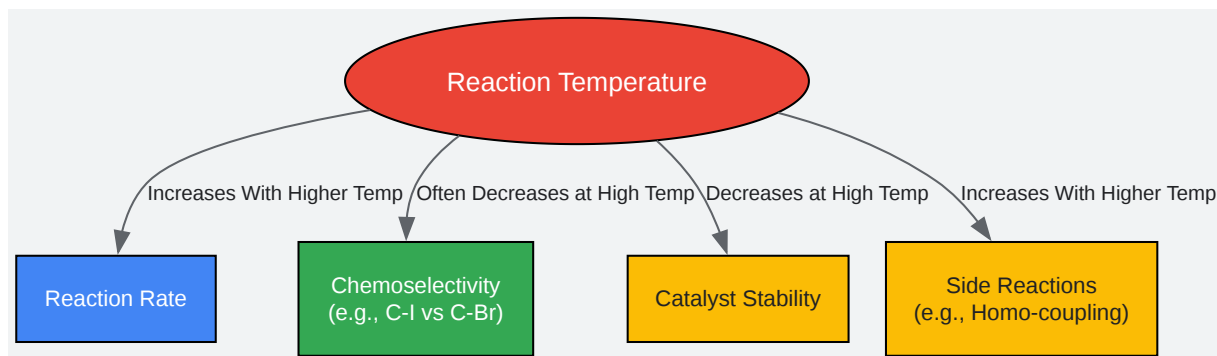 Reaction Temperature
Increases With Higher Temp
Often Decreases at High Temp
Decreases at High Temp
Increases With Higher Temp
Reaction Rate
Chemoselectivity
(e.g., C-I vs C-Br)
Catalyst Stability
Side Reactions
(e.g., Homo-coupling)